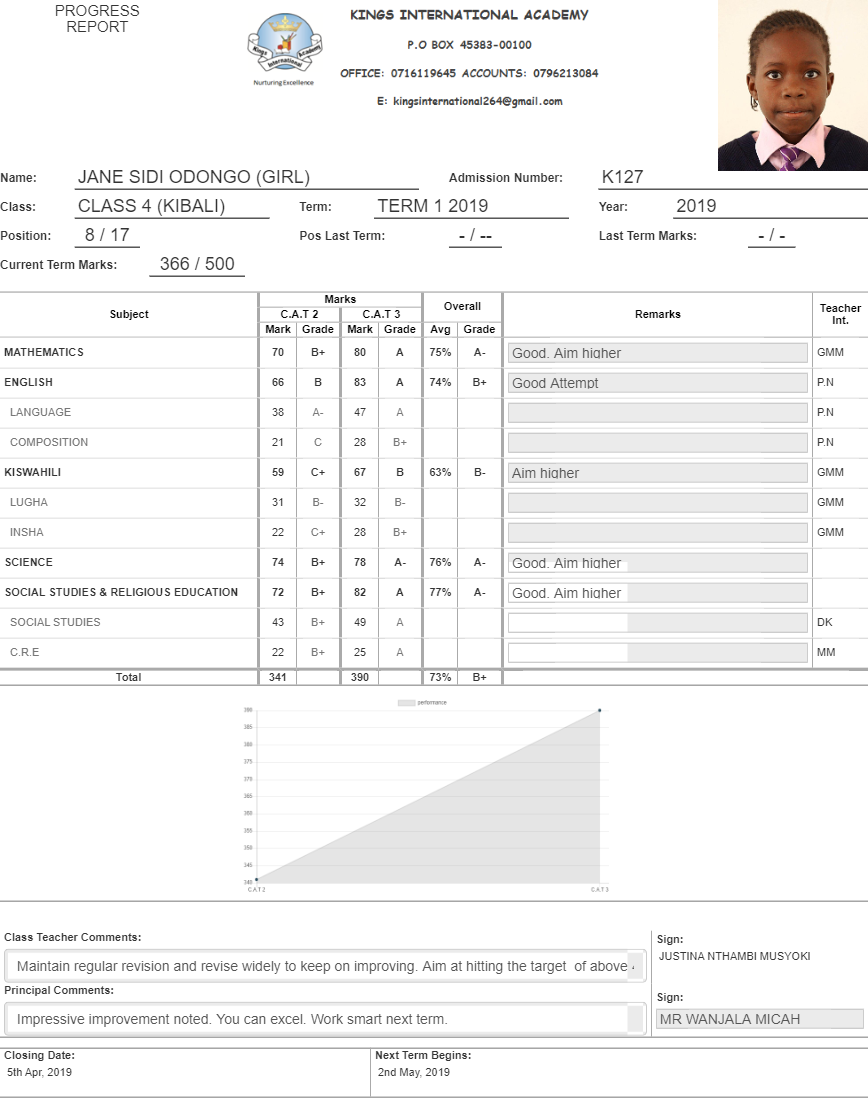 PROGRESS
REPORT
KINGS INTERNATIONAL ACADEMY
P.O BOX 45383-00100
OFFICE: 0716119645 ACCOUNTS: 0796213084
E: kingsinternational264@gmail.com
Kings International Academy
Nurturing Excellence
Name: JANE SIDI ODONGO (GIRL) Admission Number: K127
Class: CLASS 4 (KIBALI) Term: TERM 1 2019 Year: 2019
Position: 8 / 17 Pos Last Term: - / -- Last Term Marks: - / -
Current Term Marks: 366 / 500
Subject Marks Overall Remarks Teacher Int.
C.A.T 2 C.A.T 3
Mark Grade Mark Grade Avg Grade
MATHEMATICS 70 B+ 80 A 75% A- Good. Aim higher GMM
ENGLISH 66 B 83 A 74% B+ Good Attempt P.N
LANGUAGE 38 A- 47 A P.N
COMPOSITION 21 C 28 B+ P.N
KISWAHILI 59 C+ 67 B 63% B- Aim higher GMM
LUGHA 31 B- 32 B- GMM
INSHA 22 C+ 28 B+ GMM
SCIENCE 74 B+ 78 A- 76% A- Good. Aim higher
SOCIAL STUDIES & RELIGIOUS EDUCATION 72 B+ 82 A 77% A- Good. Aim higher
SOCIAL STUDIES 43 B+ 49 A DK
C.R.E 22 B+ 25 A MM
Total 341 390 73% B+
performance
390
385
380
375
370
365
360
355
350
345
340
C.A.T 2 C.A.T 3
Class Teacher Comments: Sign:
Maintain regular revision and revise widely to keep on improving. Aim at hitting the target of above JUSTINA NTHAMBI MUSYOKI
Principal Comments: Sign:
Impressive improvement noted. You can excel. Work smart next term. MR WANJALA MICAH
Closing Date: Next Term Begins:
5th Apr, 2019 2nd May, 2019